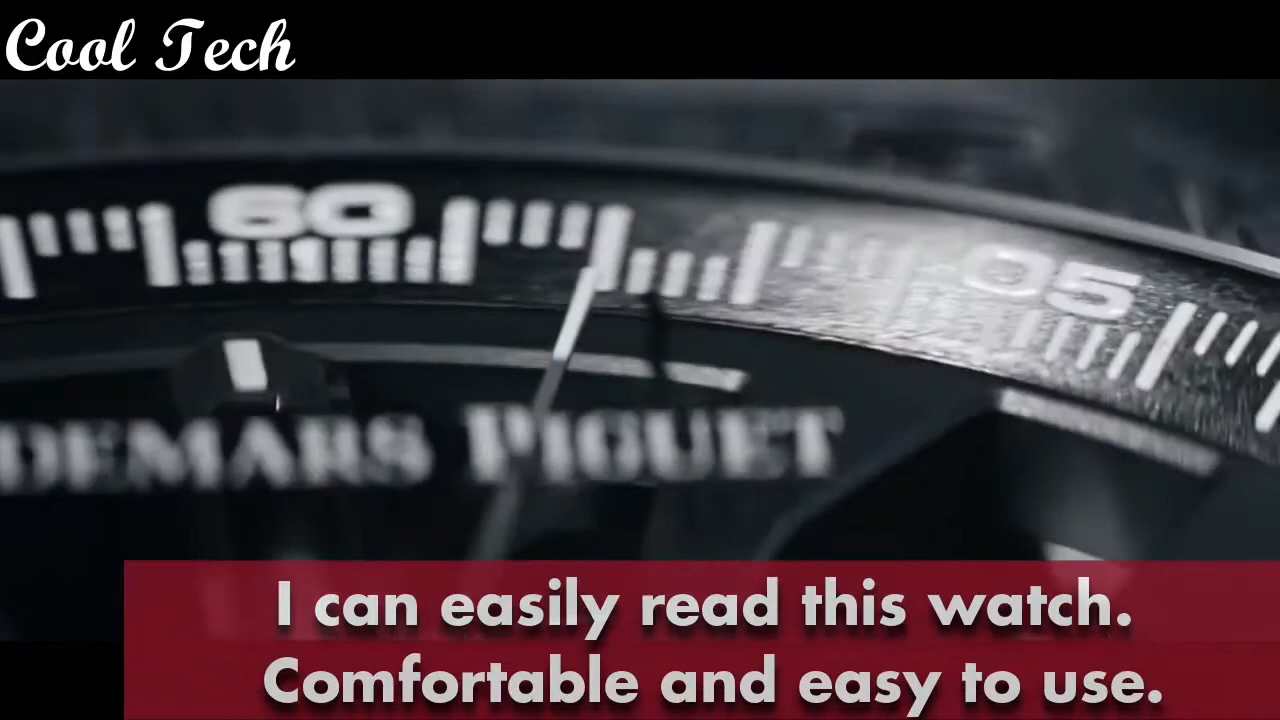 Cool Tech
60
05
DEMARS PIGUET
I can easily read this watch.
Comfortable and easy to use.